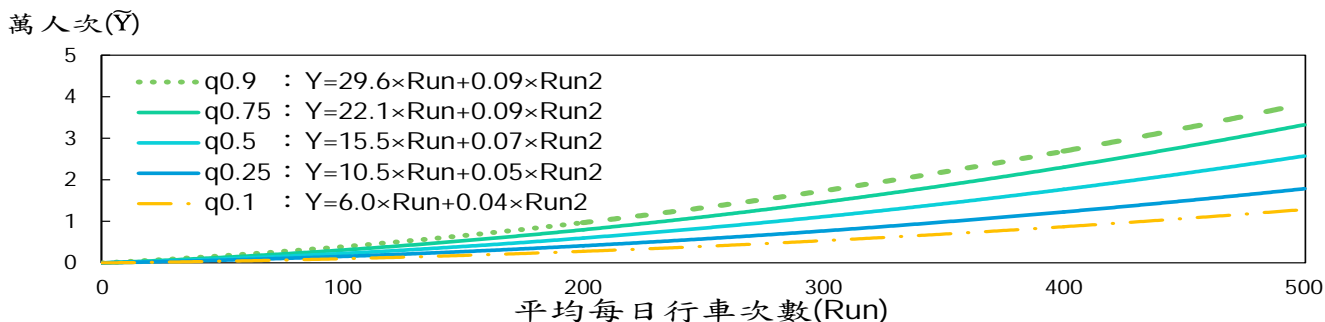 萬人次(Ỹ)
5
4
3
2
1
0
q0.9 ：Y=29.6×Run+0.09×Run2
q0.75：Y=22.1×Run+0.09×Run2
q0.5 ：Y=15.5×Run+0.07×Run2
q0.25：Y=10.5×Run+0.05×Run2
q0.1 ：Y=6.0×Run+0.04×Run2
0 100 200 300 400 500
平均每日行車次數(Run)